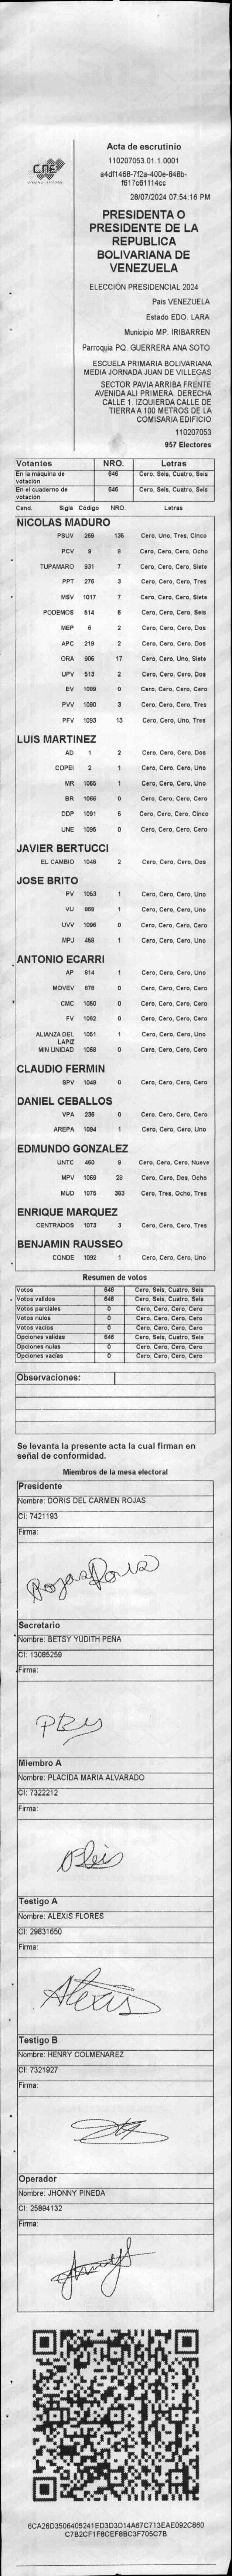 CNE
Acta de escrutinio
110207053.01.1.0001
a4df1468-7f2a-400e-848b-
f617c61114cc
28/07/2024 07:54:16 PM
PRESIDENTA O
PRESIDENTE DE LA
REPUBLICA
BOLIVARIANA DE
VENEZUELA
ELECCIÓN PRESIDENCIAL 2024
País VENEZUELA
Estado EDO. LARA
Municipio MP. IRIBARREN
Parroquia PQ. GUERRERA ANA SOTO
ESCUELA PRIMARIA BOLIVARIANA
MEDIA JORNADA JUAN DE VILLEGAS
SECTOR PAVIA ARRIBA FRENTE
AVENIDA ALI PRIMERA. DERECHA
CALLE 1. IZQUIERDA CALLE DE
TIERRA A 100 METROS DE LA
COMISARIA EDIFICIO
110207053
957 Electores
Votantes NRO. Letras
En la máquina de votación 646 Cero, Seis, Cuatro, Seis
En el cuaderno de votación 646 Cero, Seis, Cuatro, Seis
Cand. Sigla Código NRO. Letras
NICOLAS MADURO
PSUV 269 135 Cero, Uno, Tres, Cinco
PCV 9 8 Cero, Cero, Cero, Ocho
TUPAMARO 931 7 Cero, Cero, Cero, Siete
PPT 276 3 Cero, Cero, Cero, Tres
MSV 1017 7 Cero, Cero, Cero, Siete
PODEMOS 514 6 Cero, Cero, Cero, Seis
MEP 6 2 Cero, Cero, Cero, Dos
APC 219 2 Cero, Cero, Cero, Dos
ORA 906 17 Cero, Cero, Uno, Siete
UPV 513 2 Cero, Cero, Cero, Dos
EV 1089 0 Cero, Cero, Cero, Cero
PVV 1090 3 Cero, Cero, Cero, Tres
PFV 1093 13 Cero, Cero, Uno, Tres
LUIS MARTINEZ
AD 1 2 Cero, Cero, Cero, Dos
COPEI 2 1 Cero, Cero, Cero, Uno
MR 1065 1 Cero, Cero, Cero, Uno
BR 1066 0 Cero, Cero, Cero, Cero
DDP 1091 5 Cero, Cero, Cero, Cinco
UNE 1095 0 Cero, Cero, Cero, Cero
JAVIER BERTUCCI
EL CAMBIO 1048 2 Cero, Cero, Cero, Dos
JOSE BRITO
PV 1053 1 Cero, Cero, Cero, Uno
VU 869 1 Cero, Cero, Cero, Uno
UVV 1096 0 Cero, Cero, Cero, Cero
MPJ 459 1 Cero, Cero, Cero, Uno
ANTONIO ECARRI
AP 814 1 Cero, Cero, Cero, Uno
MOVEV 878 0 Cero, Cero, Cero, Cero
CMC 1050 0 Cero, Cero, Cero, Cero
FV 1052 0 Cero, Cero, Cero, Cero
ALIANZA DEL LAPIZ 1051 1 Cero, Cero, Cero, Uno
MIN UNIDAD 1068 0 Cero, Cero, Cero, Cero
CLAUDIO FERMIN
SPV 1049 0 Cero, Cero, Cero, Cero
DANIEL CEBALLOS
VPA 236 0 Cero, Cero, Cero, Cero
AREPA 1094 1 Cero, Cero, Cero, Uno
EDMUNDO GONZALEZ
UNTC 460 9 Cero, Cero, Cero, Nueve
MPV 1069 28 Cero, Cero, Dos, Ocho
MUD 1075 383 Cero, Tres, Ocho, Tres
ENRIQUE MARQUEZ
CENTRADOS 1073 3 Cero, Cero, Cero, Tres
BENJAMIN RAUSSEO
CONDE 1092 1 Cero, Cero, Cero, Uno
Resumen de votos
Votos 646 Cero, Seis, Cuatro, Seis
Votos validos 646 Cero, Seis, Cuatro, Seis
Votos parciales 0 Cero, Cero, Cero, Cero
Votos nulos 0 Cero, Cero, Cero, Cero
Votos vacíos 0 Cero, Cero, Cero, Cero
Opciones validas 646 Cero, Seis, Cuatro, Seis
Opciones nulas 0 Cero, Cero, Cero, Cero
Opciones vacías 0 Cero, Cero, Cero, Cero
Observaciones:
Se levanta la presente acta la cual firman en
señal de conformidad.
Miembros de la mesa electoral
Presidente
Nombre: DORIS DEL CARMEN ROJAS
CI: 7421193
Firma:
Secretario
Nombre: BETSY YUDITH PEÑA
CI: 13085259
Firma:
Miembro A
Nombre: PLACIDA MARIA ALVARADO
CI: 7322212
Firma:
Testigo A
Nombre: ALEXIS FLORES
CI: 29831650
Firma:
Alexis
Testigo B
Nombre: HENRY COLMENAREZ
CI: 7321927
Firma:
Operador
Nombre: JHONNY PINEDA
CI: 25894132
Firma:
6CA26D3506405241ED3D3D14A67C713EAE092C860
C7B2CF1F8CEF8BC3F705C7B